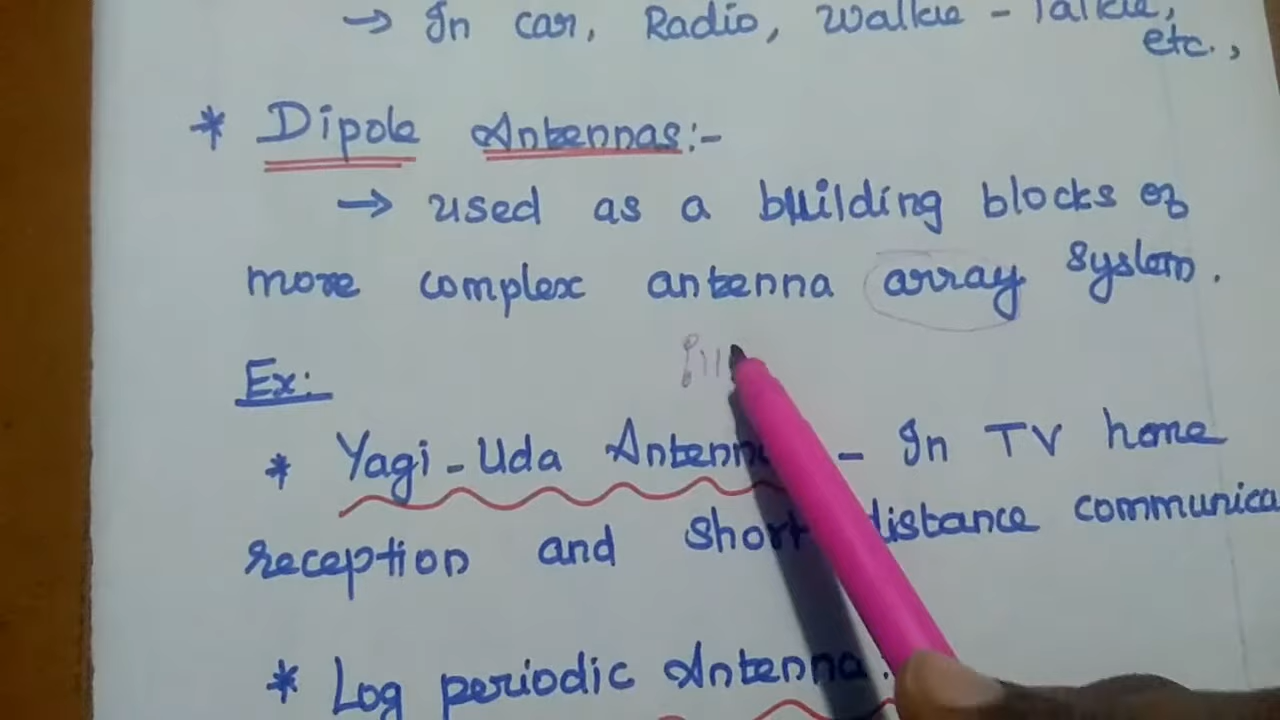 → In car, Radio, Walkie - Talkie,
etc.,
* Dipole Antennas:-
→ used as a building blocks of
more complex antenna array system.
Ex:
* Yagi-Uda Antenna - In TV home
reception and short distance communica
* Log periodic Antenna: